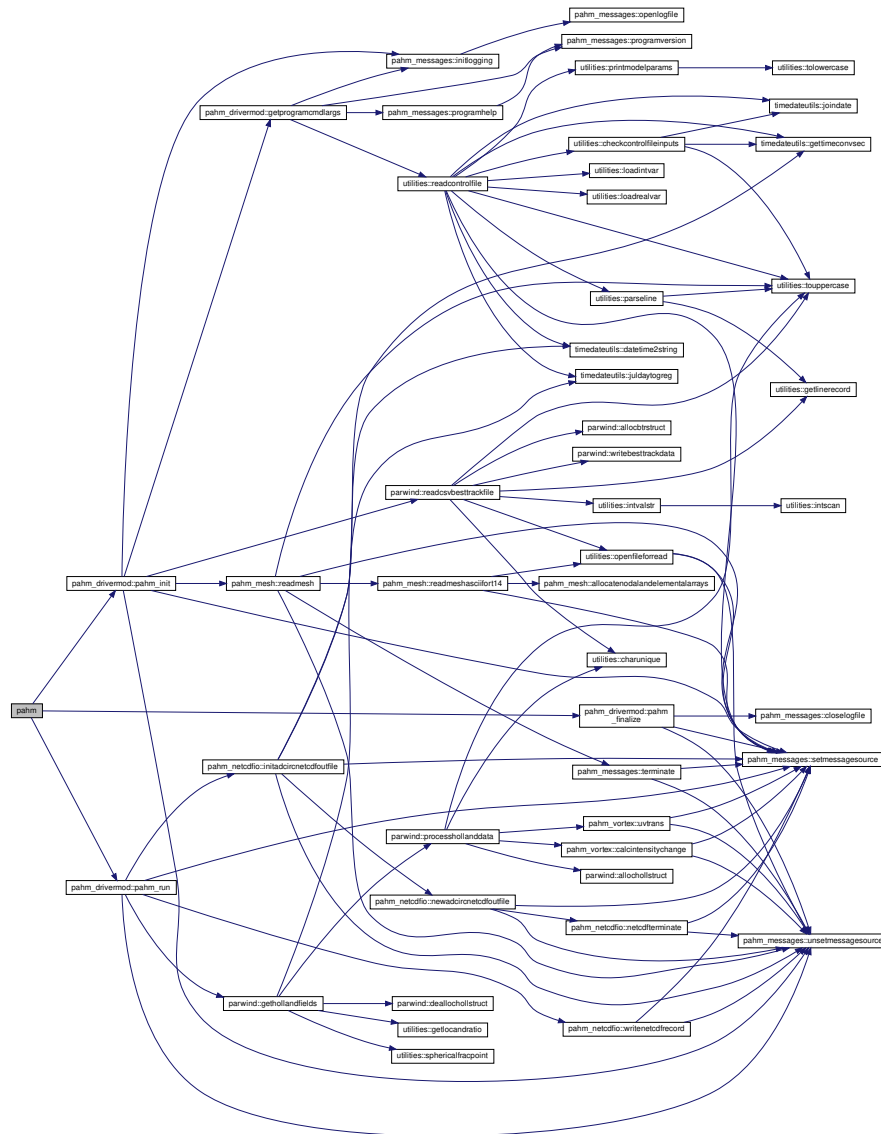 pahm_messages::openlogfile
pahm_messages::programversion
pahm_messages::initlogging
utilities::printmodelparams
utilities::tolowercase
pahm_drivermod::getprogramcmdlargs
pahm_messages::programhelp
timedateutils::joindate
utilities::checkcontrolfileinputs
timedateutils::gettimeconvsec
utilities::loadintvar
utilities::readcontrolfile
utilities::loadrealvar
utilities::touppercase
utilities::parseline
timedateutils::datetime2string
timedateutils::juldaytogreg
utilities::getlinerecord
parwind::allocbtrstruct
parwind::writebesttrackdata
parwind::readcsvbesttrackfile
utilities::intvalstr
utilities::intscan
utilities::openfileforread
pahm_drivermod::pahm_init
pahm_mesh::readmesh
pahm_mesh::readmeshasciifort14
pahm_mesh::allocatenodalandelementalarrays
utilities::charunique
pahm
pahm_drivermod::pahm
_finalize
pahm_messages::closelogfile
pahm_netcdfio::initadcircnetcdfoutfile
pahm_messages::terminate
pahm_messages::setmessagesource
pahm_vortex::uvtrans
parwind::processhollanddata
pahm_vortex::calcintensitychange
parwind::allochollstruct
pahm_drivermod::pahm_run
pahm_netcdfio::newadcircnetcdfoutfile
pahm_netcdfio::netcdfterminate
pahm_messages::unsetmessagesource
parwind::gethollandfields
parwind::deallochollstruct
utilities::getlocandratio
pahm_netcdfio::writenetcdfrecord
utilities::sphericalfracpoint